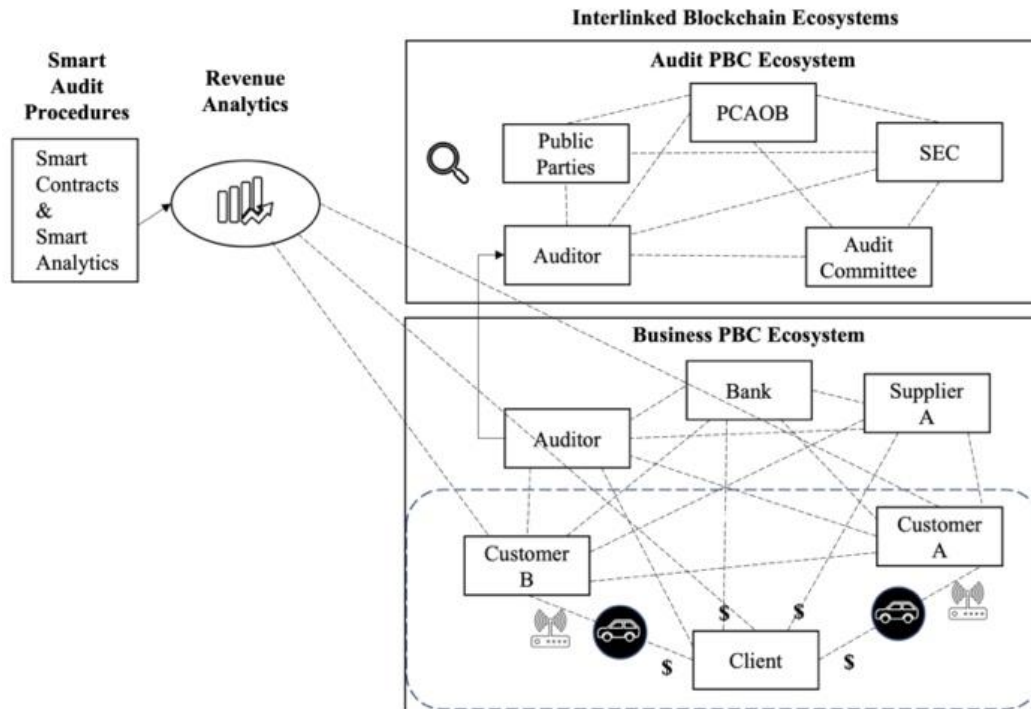 Interlinked Blockchain Ecosystems
Smart
Audit
Procedures
Revenue
Analytics
Audit PBC Ecosystem
Smart
Contracts
&
Smart
Analytics
PCAOB
Public
Parties
SEC
Auditor
Audit
Committee
Business PBC Ecosystem
Bank
Supplier
A
Auditor
Customer
B
Customer
A
$
$
Client
$
$